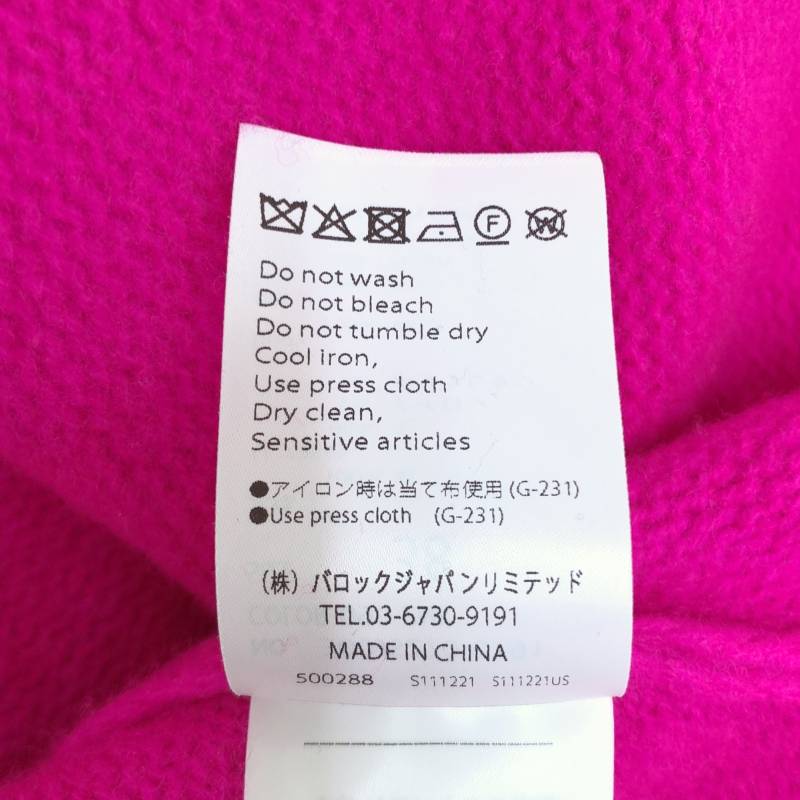 F
W
Do not wash
Do not bleach
Do not tumble dry
Cool iron,
Use press cloth
Dry clean,
Sensitive articles
●アイロン時は当て布使用 (G-231)
●Use press cloth (G-231)
（株）バロックジャパンリミテッド
TEL.03-6730-9191
MADE IN CHINA
500288 S111221 S111221US